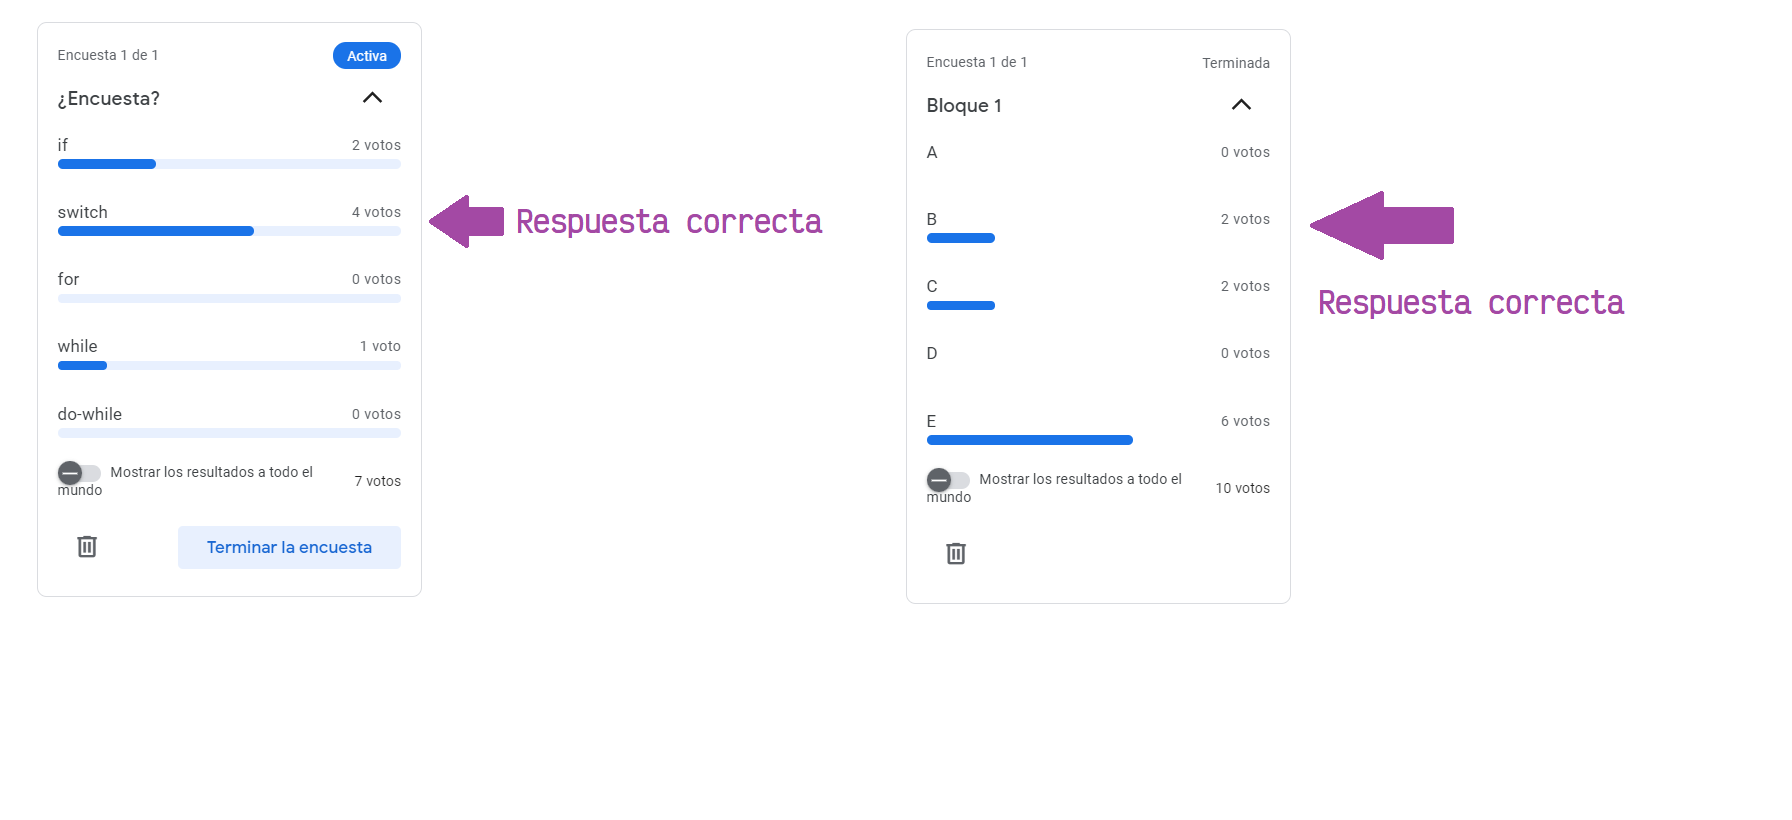 Encuesta 1 de 1
Activa
¿Encuesta?
if
2 votos
switch
4 votos
for
0 votos
while
1 voto
do-while
0 votos
Mostrar los resultados a todo el
mundo
7 votos
Terminar la encuesta
Respuesta correcta
Encuesta 1 de 1
Terminada
Bloque 1
A
0 votos
B
2 votos
C
2 votos
D
0 votos
E
6 votos
Mostrar los resultados a todo el
mundo
10 votos
Respuesta correcta